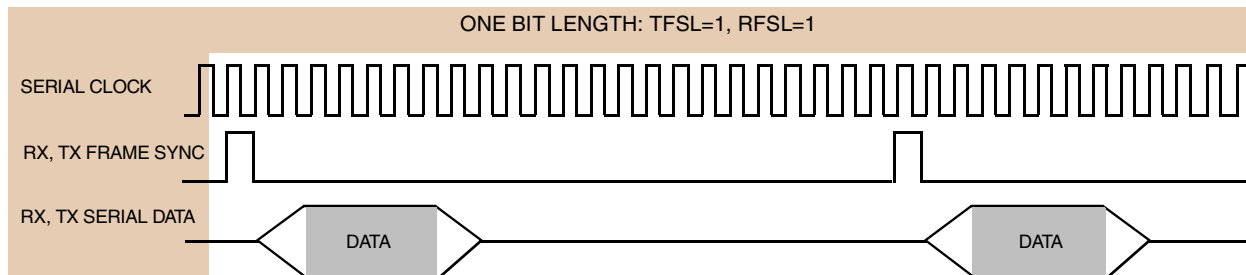 ONE BIT LENGTH: TFSL=1, RFSL=1
SERIAL CLOCK
RX, TX FRAME SYNC
RX, TX SERIAL DATA
DATA
DATA